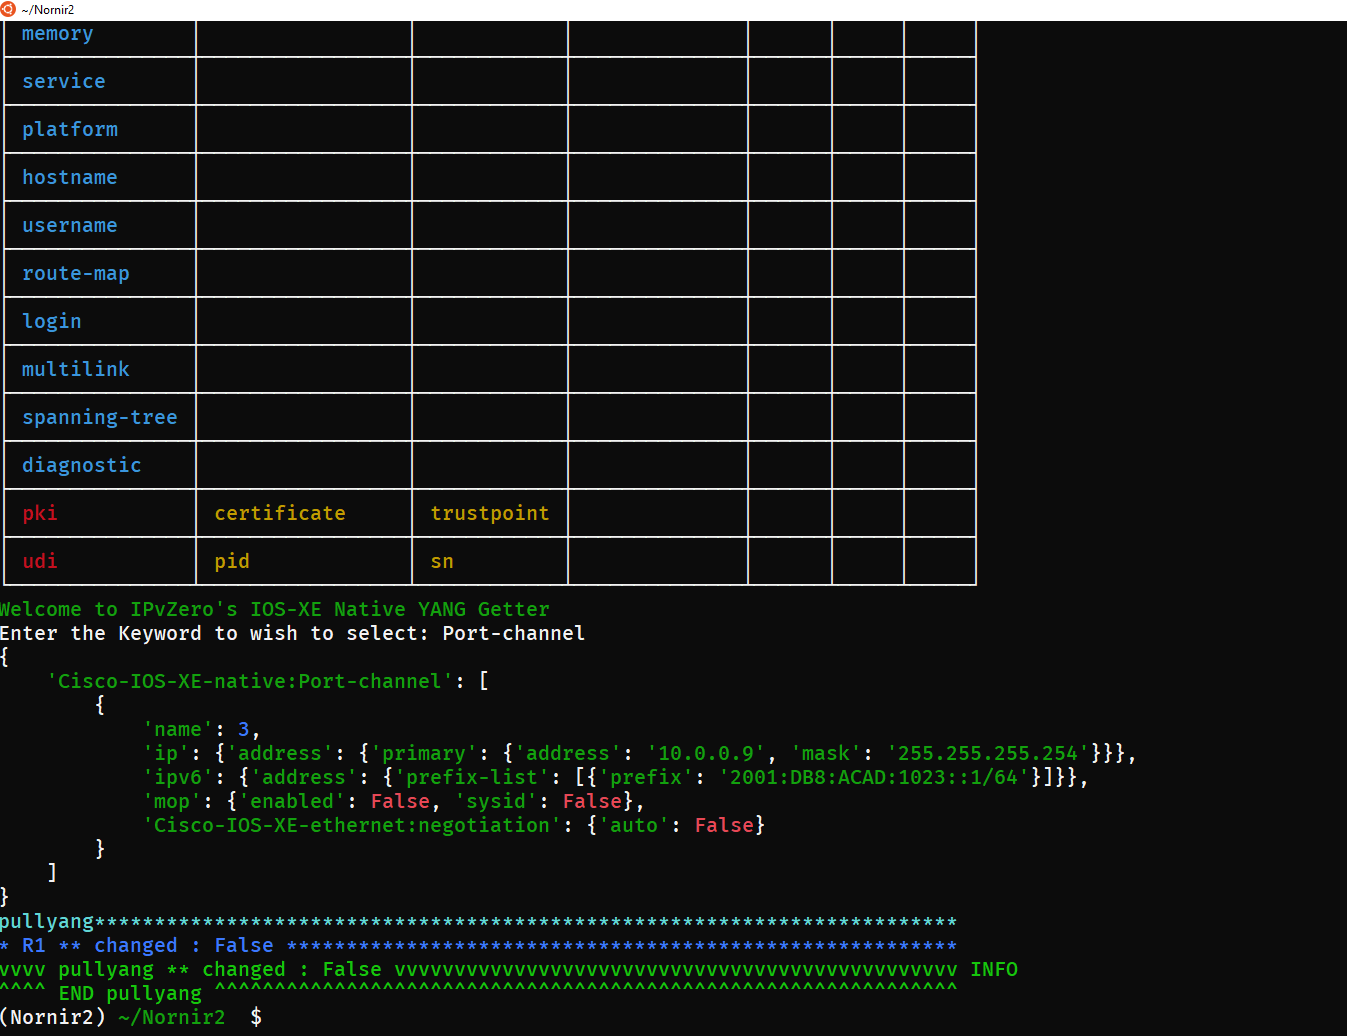 ~/Nornir2
memory
service
platform
hostname
username
route-map
login
multilink
spanning-tree
diagnostic
pki certificate trustpoint
udi pid sn
Welcome to IPvZero's IOS-XE Native YANG Getter
Enter the Keyword to wish to select: Port-channel
{
    'Cisco-IOS-XE-native:Port-channel': [
        {
            'name': 3,
            'ip': {'address': {'primary': {'address': '10.0.0.9', 'mask': '255.255.255.254'}}},
            'ipv6': {'address': {'prefix-list': [{'prefix': '2001:DB8:ACAD:1023::1/64'}]}},
            'mop': {'enabled': False, 'sysid': False},
            'Cisco-IOS-XE-ethernet:negotiation': {'auto': False}
        }
    ]
}
pullyang************************************************************************
* R1 ** changed : False ********************************************************
vvvv pullyang ** changed : False vvvvvvvvvvvvvvvvvvvvvvvvvvvvvvvvvvvvvvvvvvvvvvv INFO
^^^^ END pullyang ^^^^^^^^^^^^^^^^^^^^^^^^^^^^^^^^^^^^^^^^^^^^^^^^^^^^^^^^^^^^^^
(Nornir2) ~/Nornir2  $